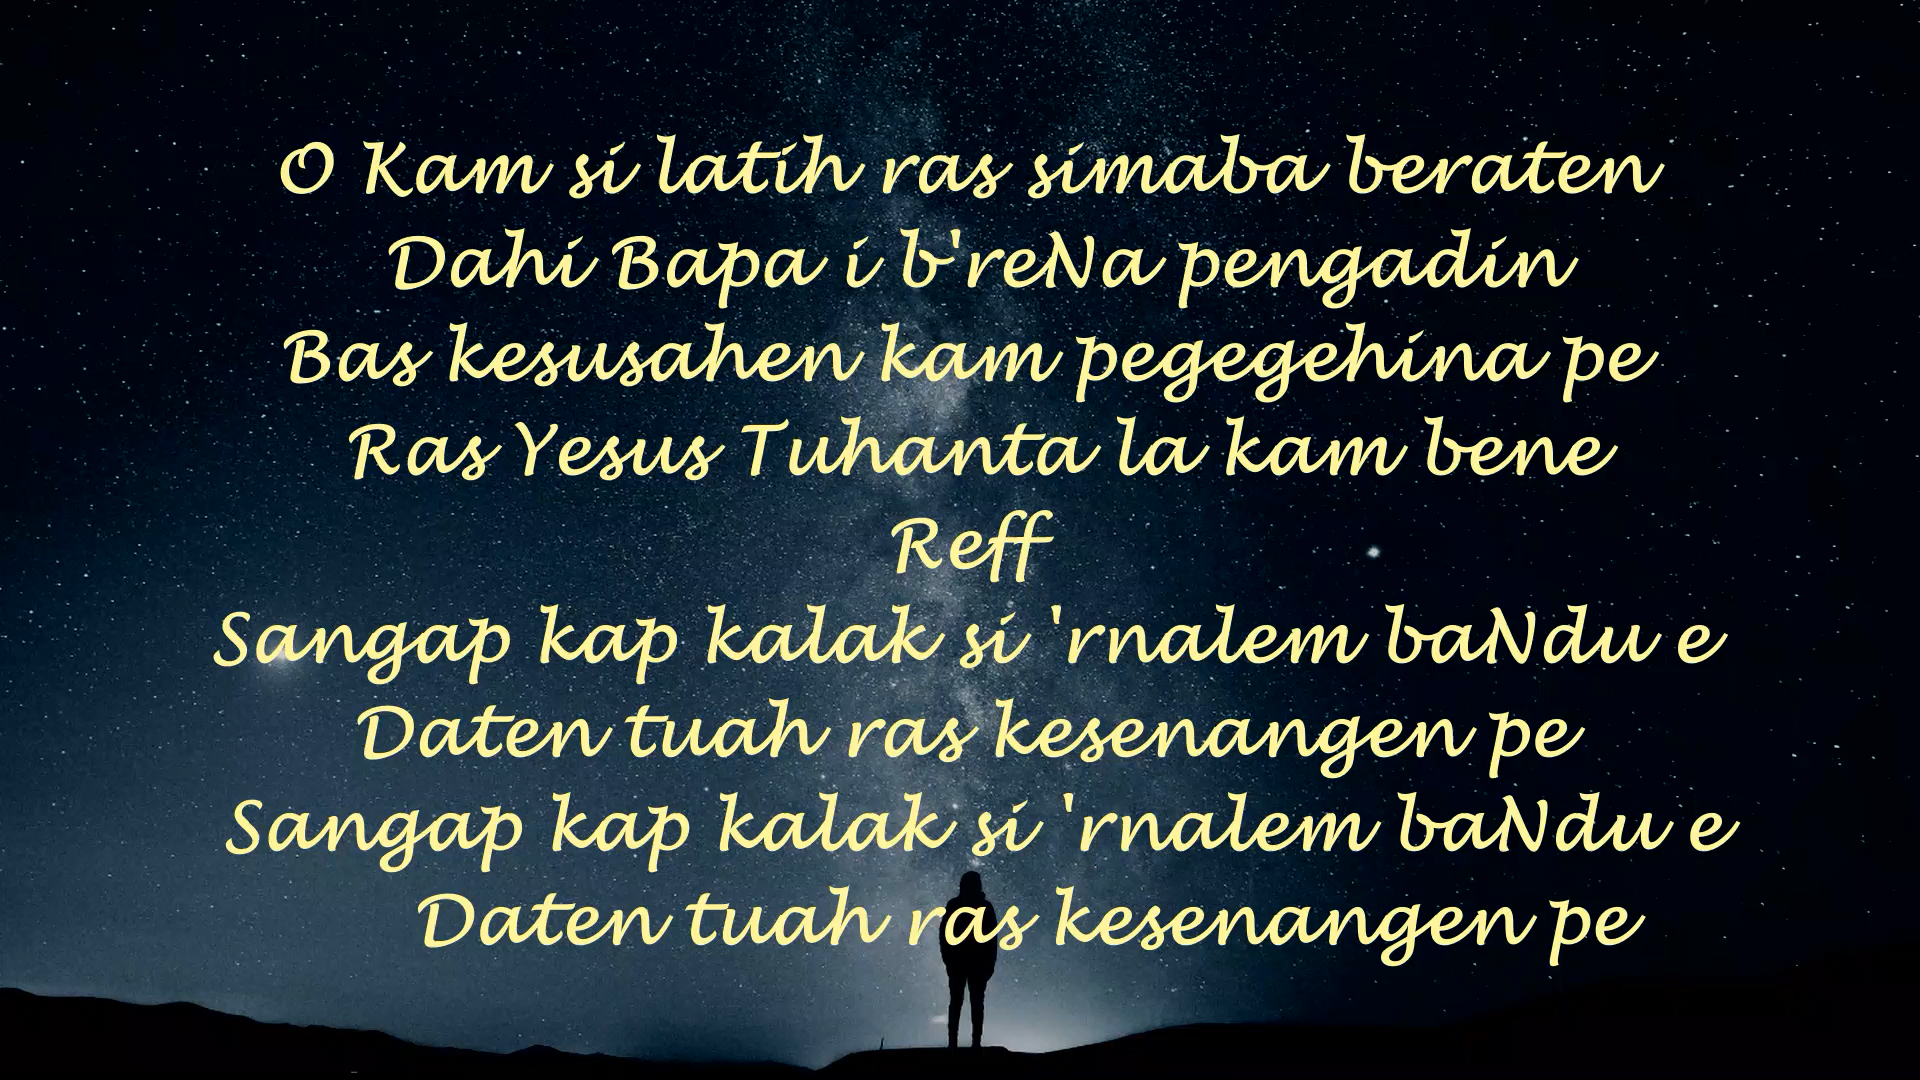 O Kam si latih ras simaba beraten
Dahi Bapa i b'reNa pengadin
Bas kesusahen kam pegegehina pe
Ras Yesus Tuhanta la kam bene
Reff
Sangap kap kalak si 'rnalem baNdu e
Daten tuah ras kesenangen pe
Sangap kap kalak si 'rnalem baNdu e
Daten tuah ras kesenangen pe